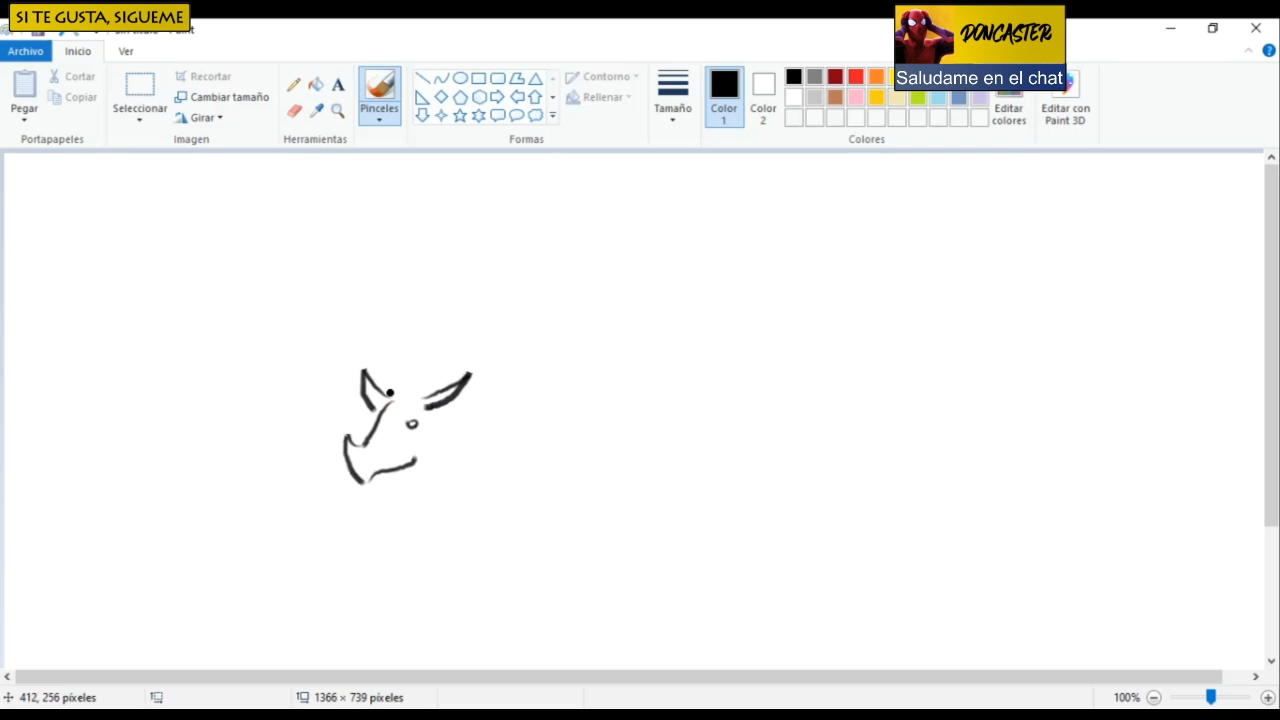 SI TE GUSTA, SIGUEME
DONCASTER
Saludame en el chat
Archivo
Inicio
Ver
Pegar
Cortar
Copiar
Portapapeles
Seleccionar
Recortar
Cambiar tamaño
Girar
Imagen
A
Herramientas
Pinceles
Contorno
Rellenar
Formas
Tamaño
Color
1
Color
2
Editar
colores
Colores
Editar con
Paint 3D
412, 256 píxeles
1366 × 739 píxeles
100%